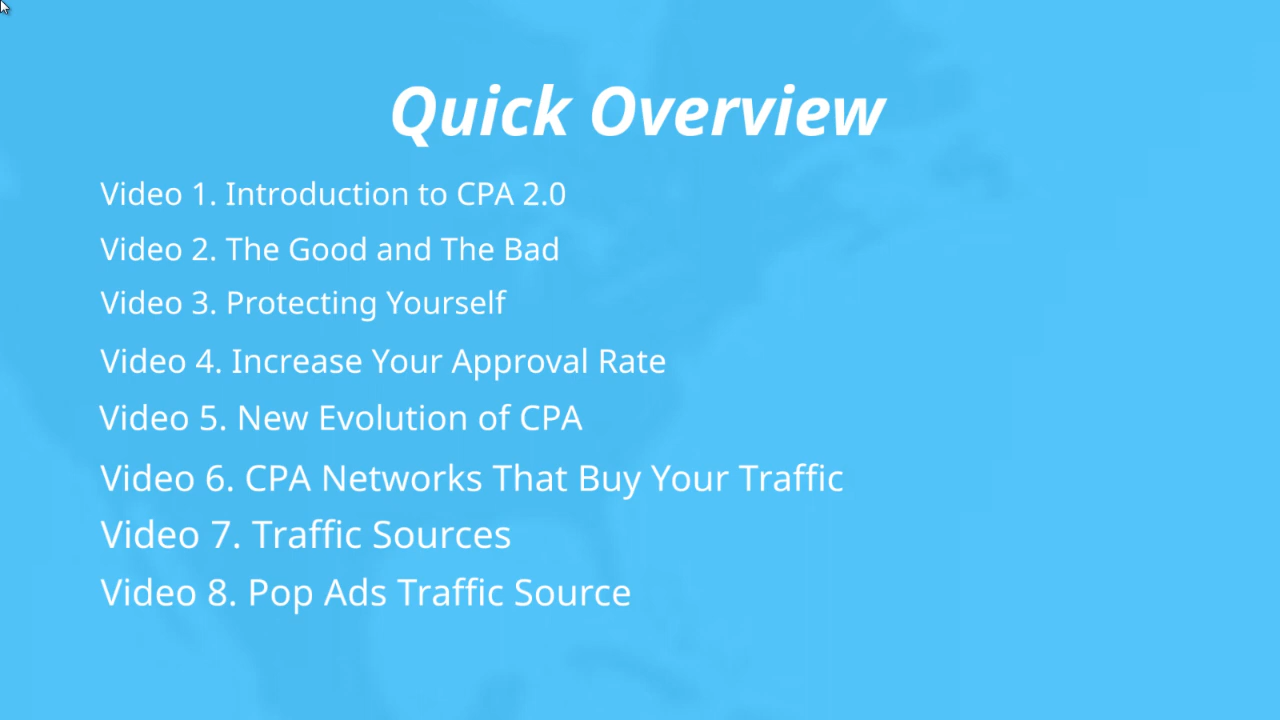 Quick Overview
Video 1. Introduction to CPA 2.0
Video 2. The Good and The Bad
Video 3. Protecting Yourself
Video 4. Increase Your Approval Rate
Video 5. New Evolution of CPA
Video 6. CPA Networks That Buy Your Traffic
Video 7. Traffic Sources
Video 8. Pop Ads Traffic Source